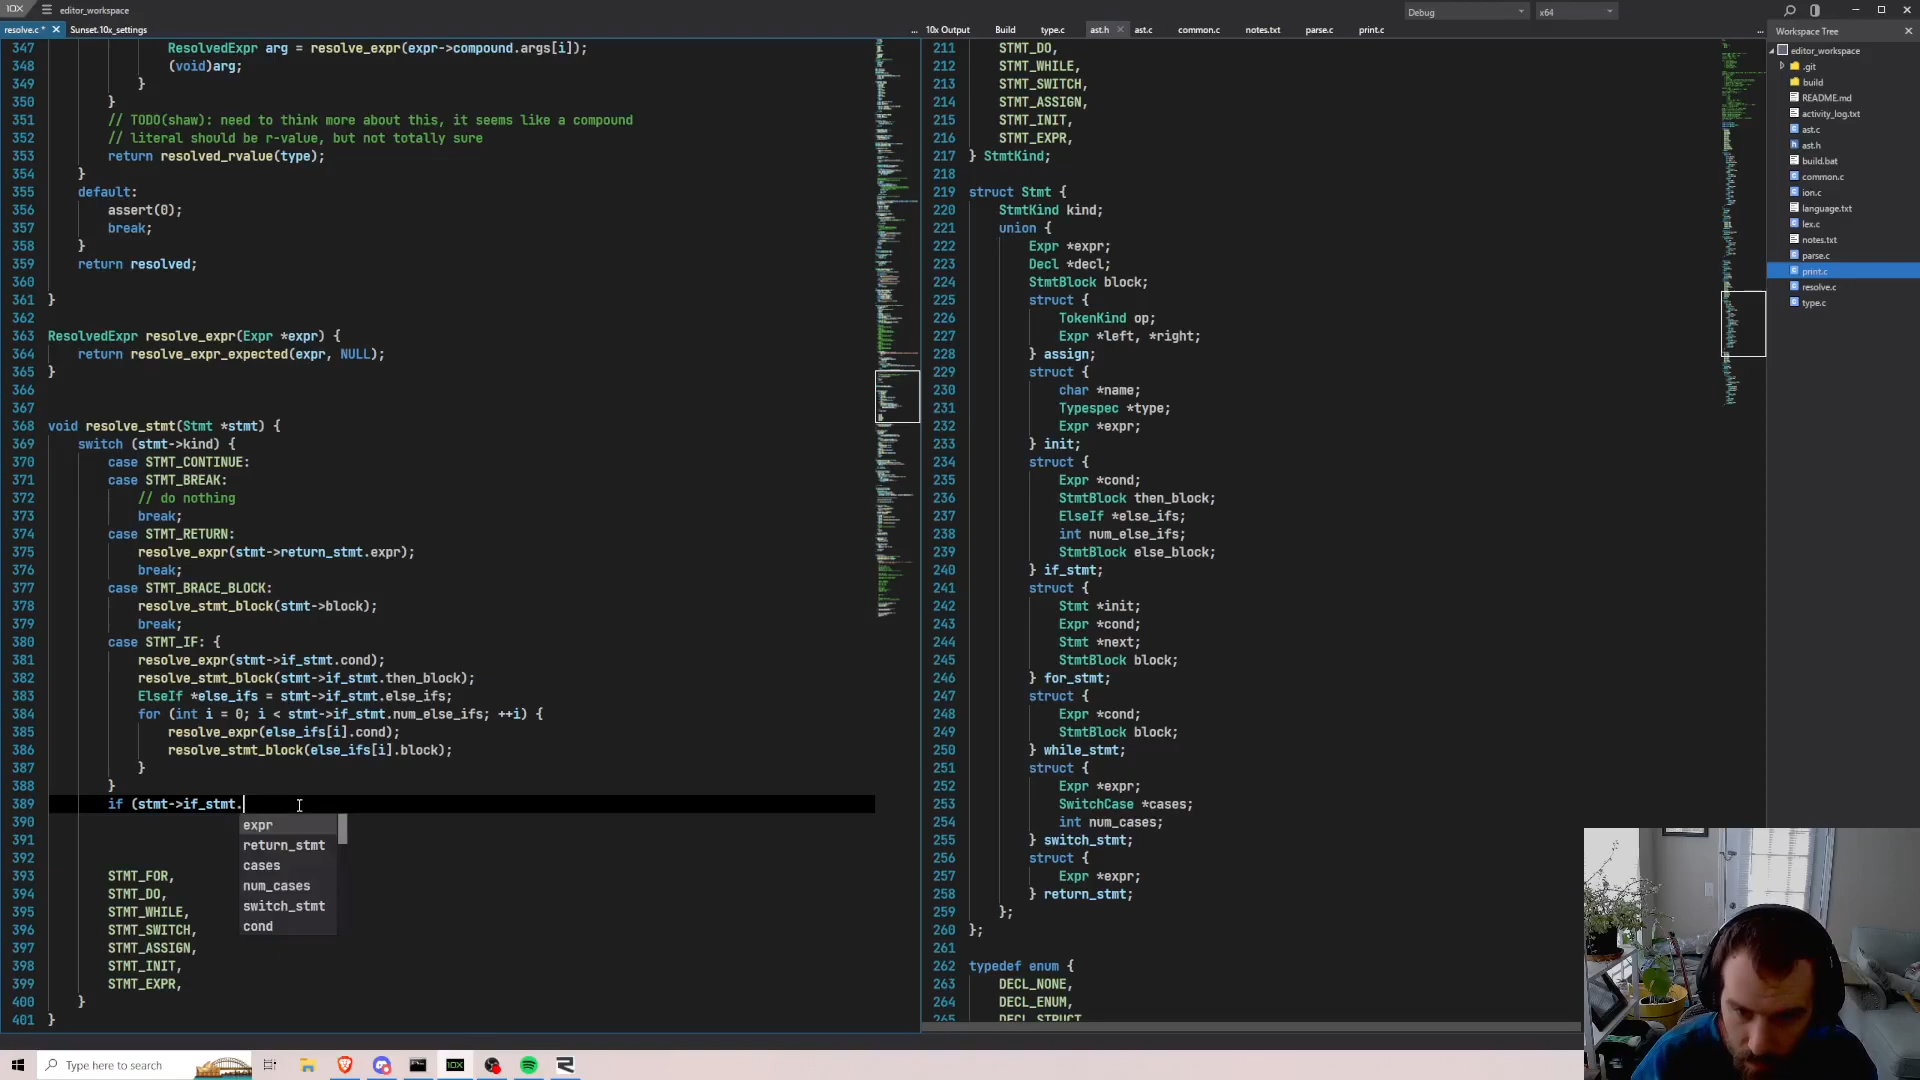 10X
editor_workspace
Debug
x64
resolve.c *
Sunset.10x_settings
...
10x Output
Build
type.c
ast.h
ast.c
common.c
notes.txt
parse.c
print.c
...
Workspace Tree
347 ResolvedExpr arg = resolve_expr(expr->compound.args[i]);
348 (void)arg;
349 }
350 }
351 // TODO(shaw): need to think more about this, it seems like a compound
352 // literal should be r-value, but not totally sure
353 return resolved_rvalue(type);
354 }
355 default:
356 assert(0);
357 break;
358 }
359 return resolved;
360
361 }
362
363 ResolvedExpr resolve_expr(Expr *expr) {
364 return resolve_expr_expected(expr, NULL);
365 }
366
367
368 void resolve_stmt(Stmt *stmt) {
369 switch (stmt->kind) {
370 case STMT_CONTINUE:
371 case STMT_BREAK:
372 // do nothing
373 break;
374 case STMT_RETURN:
375 resolve_expr(stmt->return_stmt.expr);
376 break;
377 case STMT_BRACE_BLOCK:
378 resolve_stmt_block(stmt->block);
379 break;
380 case STMT_IF: {
381 resolve_expr(stmt->if_stmt.cond);
382 resolve_stmt_block(stmt->if_stmt.then_block);
383 ElseIf *else_ifs = stmt->if_stmt.else_ifs;
384 for (int i = 0; i < stmt->if_stmt.num_else_ifs; ++i) {
385 resolve_expr(else_ifs[i].cond);
386 resolve_stmt_block(else_ifs[i].block);
387 }
388 }
389 if (stmt->if_stmt.
390
391
392
393 STMT_FOR,
394 STMT_DO,
395 STMT_WHILE,
396 STMT_SWITCH,
397 STMT_ASSIGN,
398 STMT_INIT,
399 STMT_EXPR,
400 }
401 }
expr
return_stmt
cases
num_cases
switch_stmt
cond
211 STMT_DO,
212 STMT_WHILE,
213 STMT_SWITCH,
214 STMT_ASSIGN,
215 STMT_INIT,
216 STMT_EXPR,
217 } StmtKind;
218
219 struct Stmt {
220 StmtKind kind;
221 union {
222 Expr *expr;
223 Decl *decl;
224 StmtBlock block;
225 struct {
226 TokenKind op;
227 Expr *left, *right;
228 } assign;
229 struct {
230 char *name;
231 Typespec *type;
232 Expr *expr;
233 } init;
234 struct {
235 Expr *cond;
236 StmtBlock then_block;
237 ElseIf *else_ifs;
238 int num_else_ifs;
239 StmtBlock else_block;
240 } if_stmt;
241 struct {
242 Stmt *init;
243 Expr *cond;
244 Stmt *next;
245 StmtBlock block;
246 } for_stmt;
247 struct {
248 Expr *cond;
249 StmtBlock block;
250 } while_stmt;
251 struct {
252 Expr *expr;
253 SwitchCase *cases;
254 int num_cases;
255 } switch_stmt;
256 struct {
257 Expr *expr;
258 } return_stmt;
259 };
260 };
261
262 typedef enum {
263 DECL_NONE,
264 DECL_ENUM,
265 DECL_STRUCT
editor_workspace
.git
build
README.md
activity_log.txt
ast.c
ast.h
build.bat
common.c
ion.c
language.txt
lex.c
notes.txt
parse.c
print.c
resolve.c
type.c
Type here to search
10X